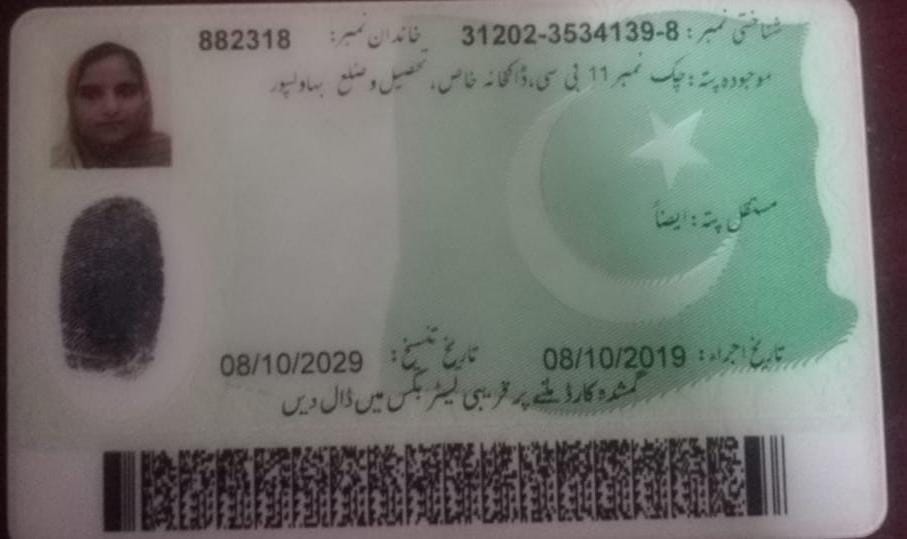 شناختی نمبر: 31202-3534139-8 خاندان نمبر: 882318
موجودہ پتہ: چک نمبر 11 بی سی، ڈاکخانہ خاص، تحصیل و ضلع بہاولپور
مستقل پتہ: ایضاً
تاریخ اجراء: 08/10/2019 تاریخ تنسیخ: 08/10/2029
گمشدہ کارڈ ملنے پر قریبی لیٹر بکس میں ڈال دیں